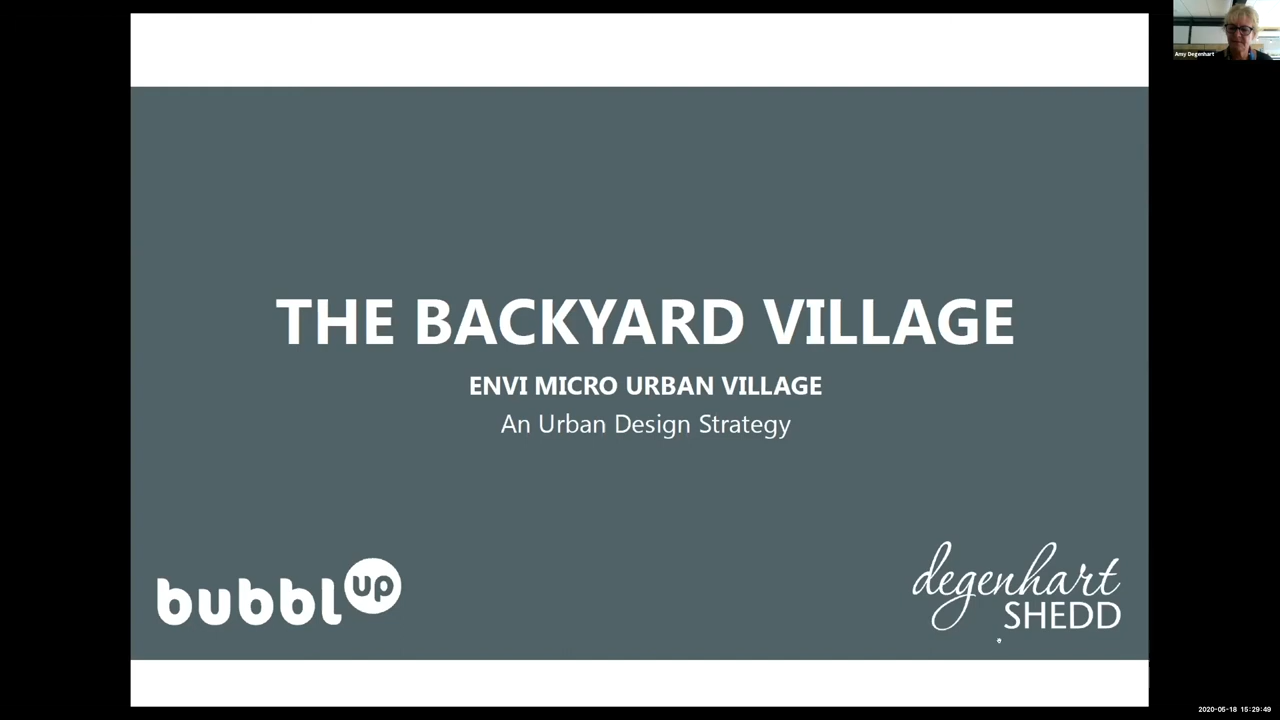 Amy Degenhart
THE BACKYARD VILLAGE
ENVI MICRO URBAN VILLAGE
An Urban Design Strategy
bubbl up
degenhart
SHEDD
2020-06-18 15:29:49